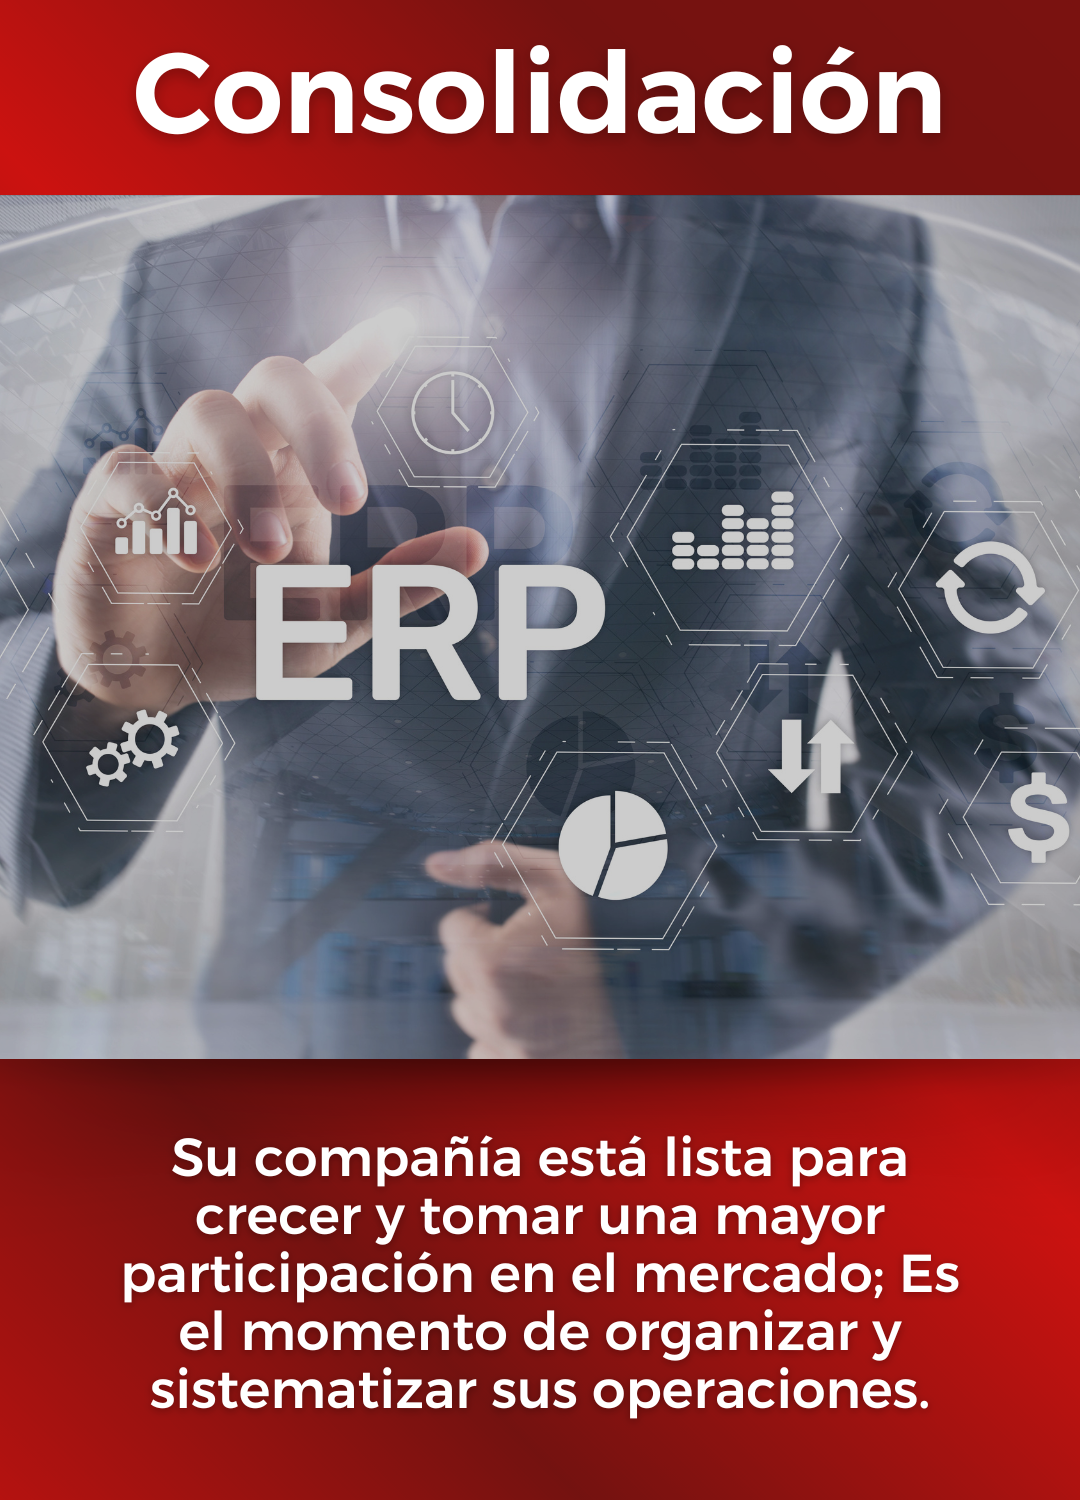 Consolidación
ERP
Su compañía está lista para
crecer y tomar una mayor
participación en el mercado; Es
el momento de organizar y
sistematizar sus operaciones.